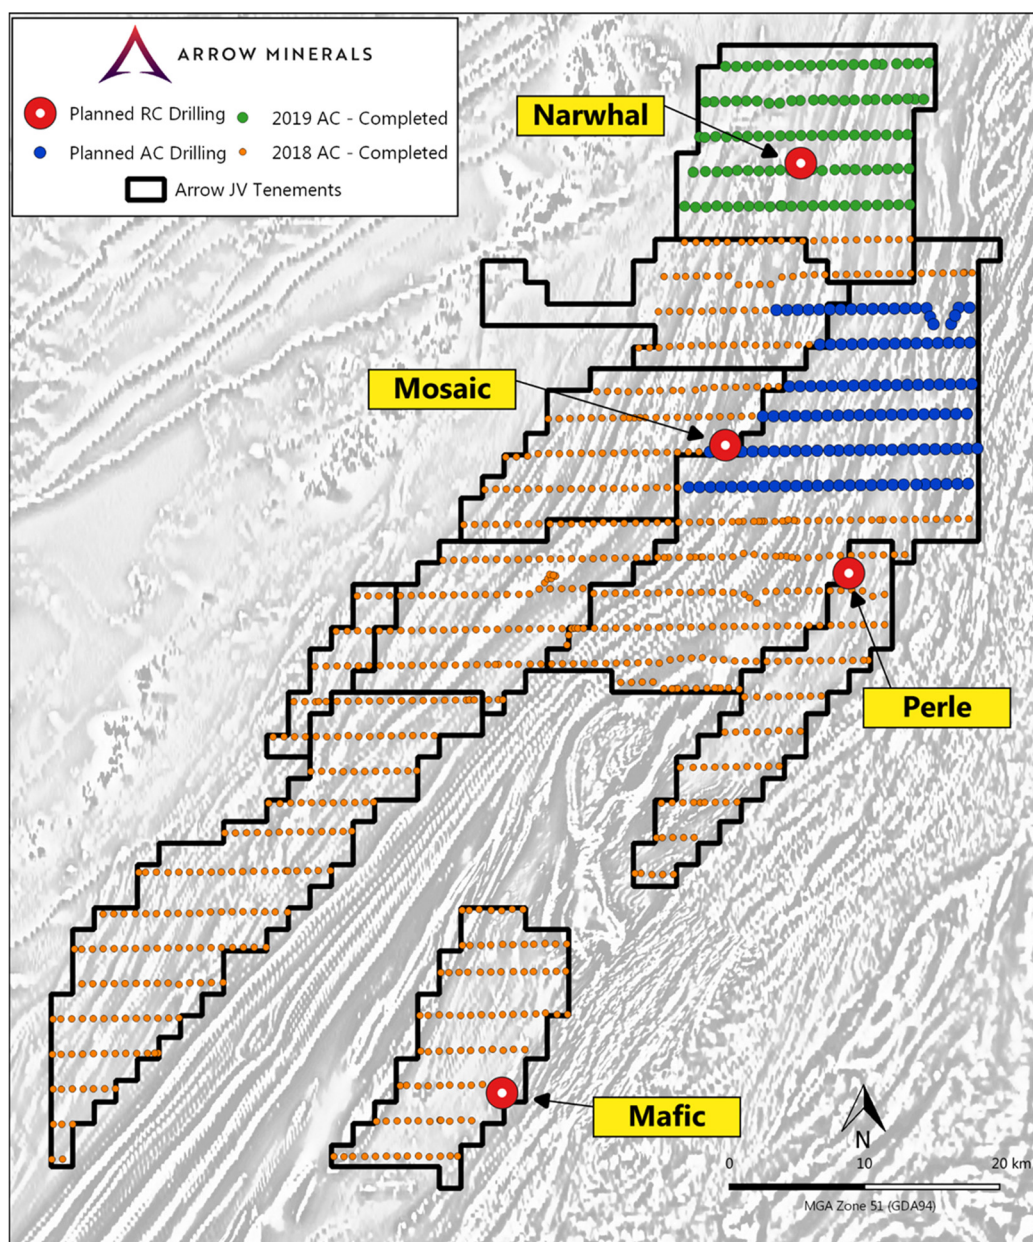 ARROW MINERALS
Planned RC Drilling
2019 AC - Completed
Planned AC Drilling
2018 AC - Completed
Arrow JV Tenements
Narwhal
Mosaic
Perle
Mafic
N
0 10 20 km
MGA Zone 51 (GDA94)